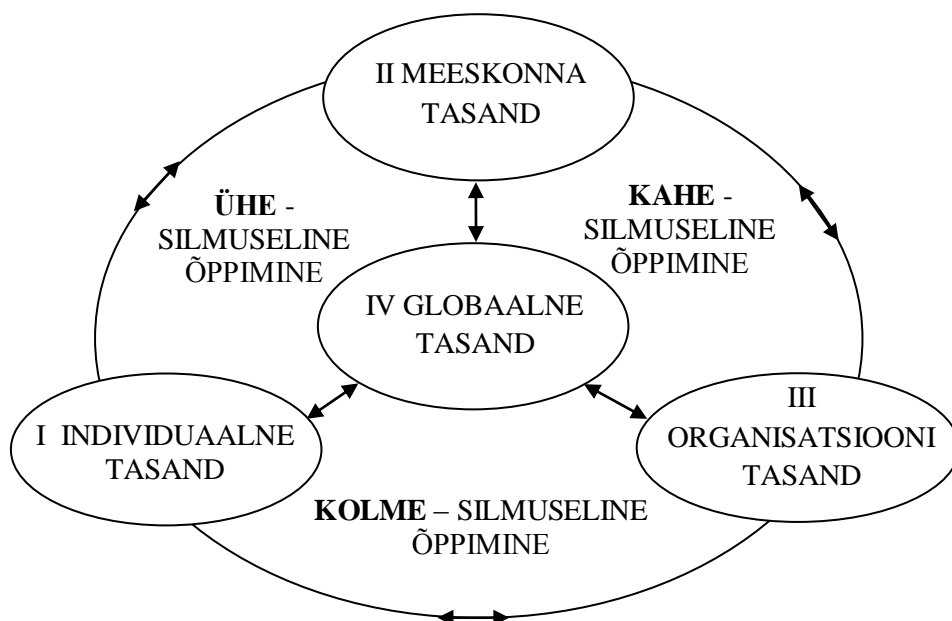 II MEESKONNA
TASAND
ÜHE -
SILMUSELINE
ÕPPIMINE
KAHE -
SILMUSELINE
ÕPPIMINE
IV GLOBAALNE
TASAND
I INDIVIDUAALNE
TASAND
III
ORGANISATSIOONI
TASAND
KOLME – SILMUSELINE
ÕPPIMINE